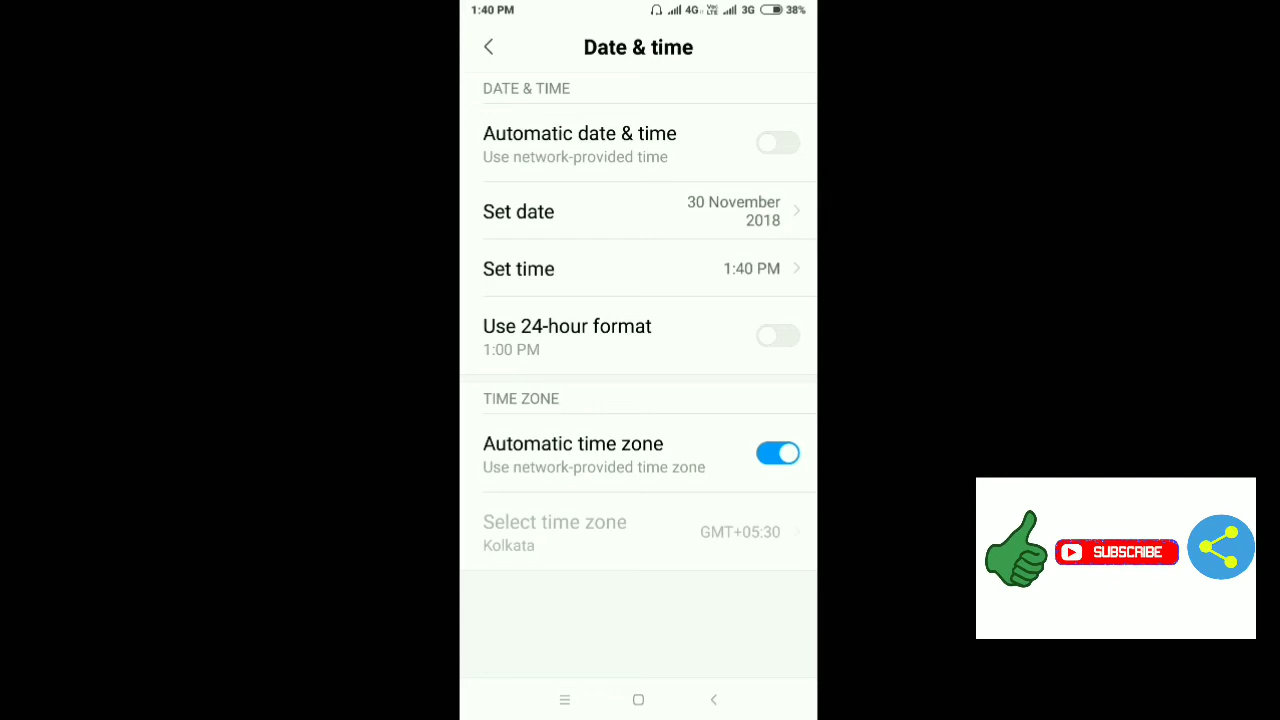 1:40 PM 4G VoLTE 3G 38%
Date & time
DATE & TIME
Automatic date & time
Use network-provided time
Set date
30 November
2018
Set time 1:40 PM
Use 24-hour format
1:00 PM
TIME ZONE
Automatic time zone
Use network-provided time zone
Select time zone
Kolkata
GMT+05:30
SUBSCRIBE